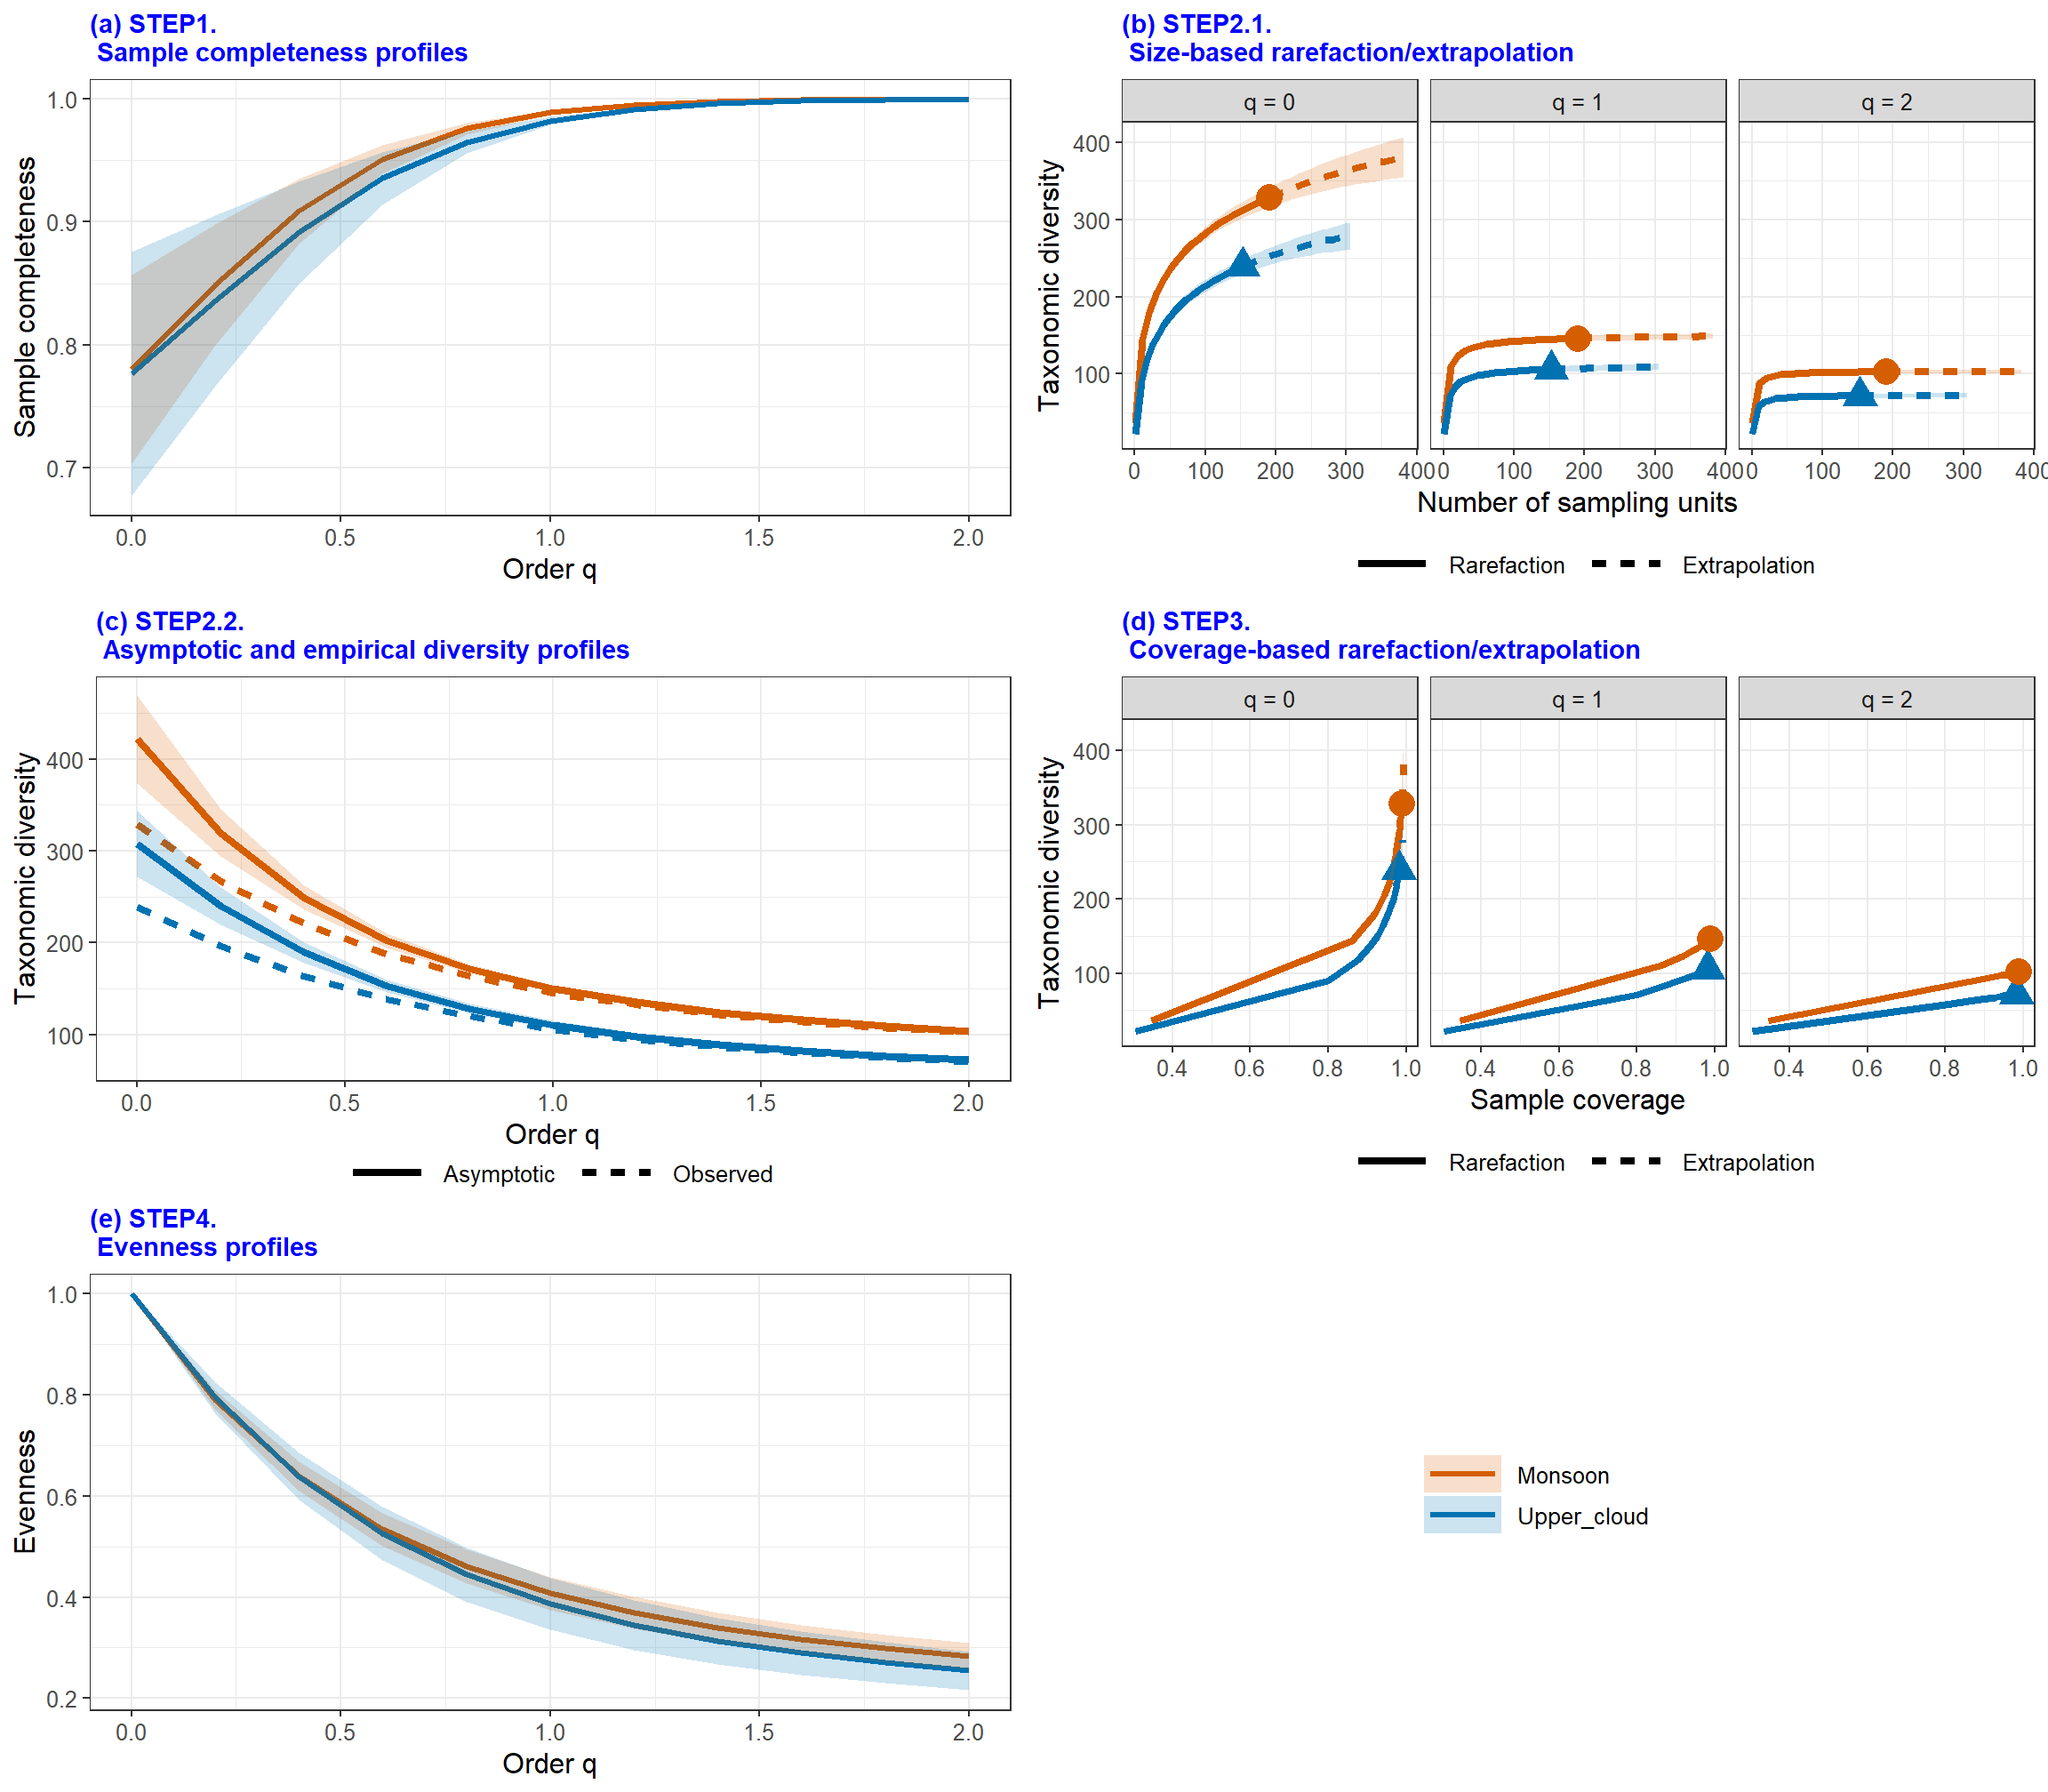 (a) STEP1.
Sample completeness profiles
1.0
0.9
0.8
0.7
Sample completeness
0.0 0.5 1.0 1.5 2.0
Order q
(b) STEP2.1.
Size-based rarefaction/extrapolation
q = 0 q = 1 q = 2
400
300
200
100
Taxonomic diversity
0 100 200 300 400 0 100 200 300 400 0 100 200 300 400
Number of sampling units
Rarefaction Extrapolation
(c) STEP2.2.
Asymptotic and empirical diversity profiles
400
300
200
100
Taxonomic diversity
0.0 0.5 1.0 1.5 2.0
Order q
Asymptotic Observed
(d) STEP3.
Coverage-based rarefaction/extrapolation
q = 0 q = 1 q = 2
400
300
200
100
Taxonomic diversity
0.4 0.6 0.8 1.0 0.4 0.6 0.8 1.0 0.4 0.6 0.8 1.0
Sample coverage
Rarefaction Extrapolation
(e) STEP4.
Evenness profiles
1.0
0.8
0.6
0.4
0.2
Evenness
0.0 0.5 1.0 1.5 2.0
Order q
Monsoon
Upper_cloud